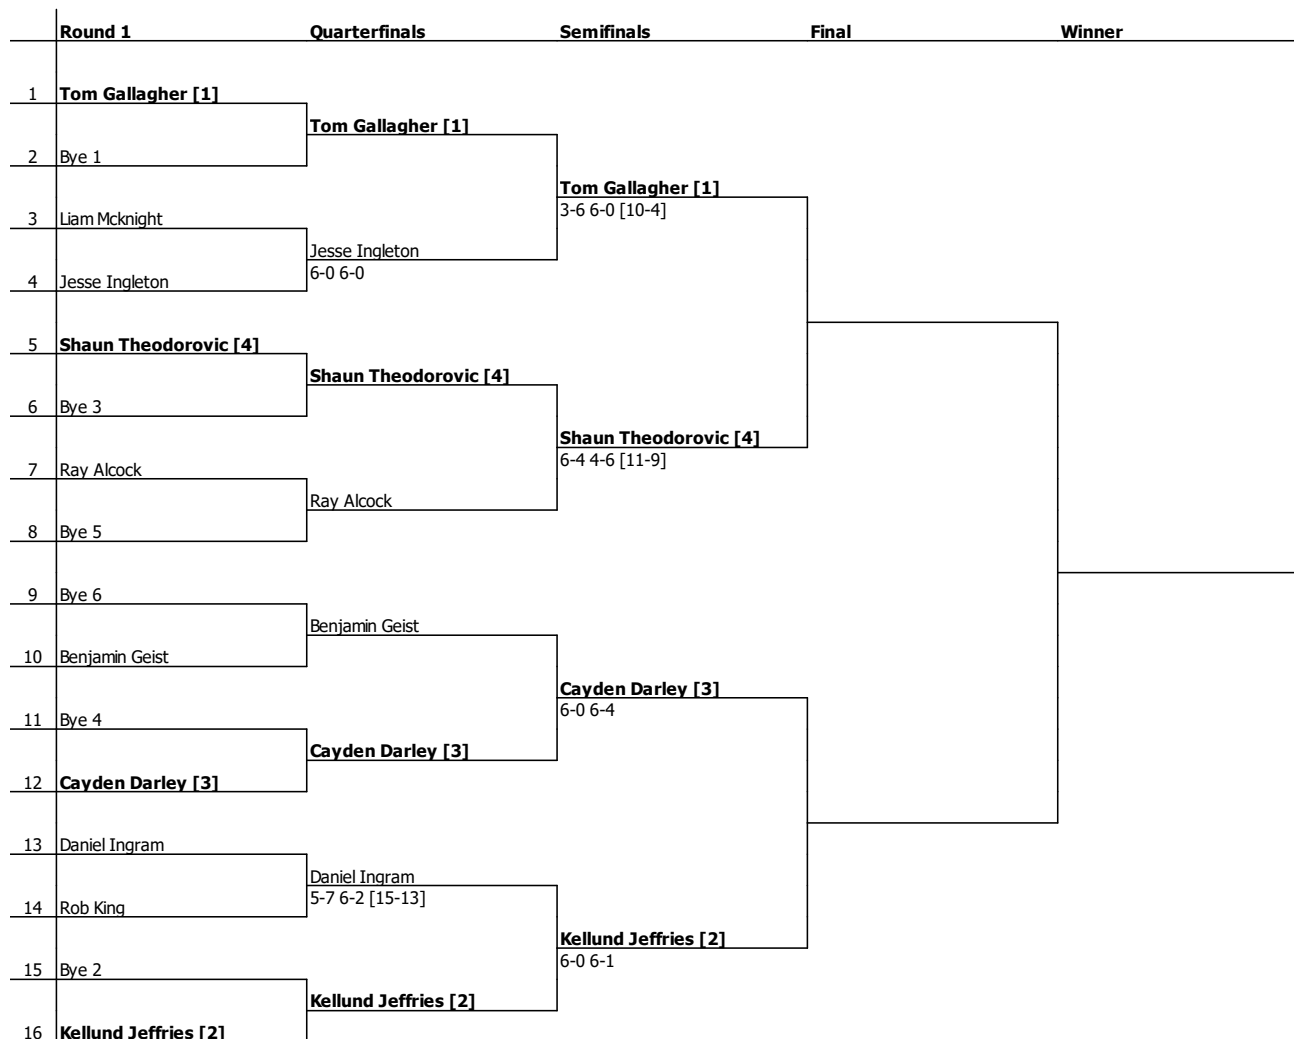 Round 1 Quarterfinals Semifinals Final Winner
1 Tom Gallagher [1]
Tom Gallagher [1]
2 Bye 1
Tom Gallagher [1]
3-6 6-0 [10-4]
3 Liam Mcknight
Jesse Ingleton
6-0 6-0
4 Jesse Ingleton
5 Shaun Theodorovic [4]
Shaun Theodorovic [4]
6 Bye 3
Shaun Theodorovic [4]
6-4 4-6 [11-9]
7 Ray Alcock
Ray Alcock
8 Bye 5
9 Bye 6
Benjamin Geist
10 Benjamin Geist
Cayden Darley [3]
6-0 6-4
11 Bye 4
Cayden Darley [3]
12 Cayden Darley [3]
13 Daniel Ingram
Daniel Ingram
5-7 6-2 [15-13]
14 Rob King
Kellund Jeffries [2]
6-0 6-1
15 Bye 2
Kellund Jeffries [2]
16 Kellund Jeffries [2]